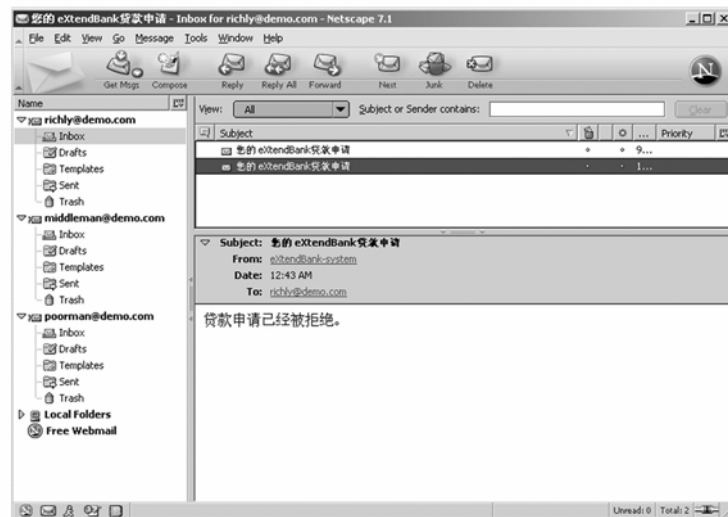 您的 eXtendBank贷款申请 - Inbox for richly@demo.com - Netscape 7.1
File Edit View Go Message Tools Window Help
Get Msgs Compose Reply Reply All Forward Next Junk Delete
N
Name
richly@demo.com
Inbox
Drafts
Templates
Sent
Trash
middleman@demo.com
Inbox
Drafts
Templates
Sent
Trash
poorman@demo.com
Inbox
Drafts
Templates
Sent
Trash
Local Folders
Free Webmail
View: All Subject or Sender contains: Clear
Subject ... Priority
您的 eXtendBank贷款申请 9...
您的 eXtendBank贷款申请 1...
Subject: 您的 eXtendBank贷款申请
From: eXtendBank-system
Date: 12:43 AM
To: richly@demo.com
贷款申请已经被拒绝。
Unread: 0 Total: 2